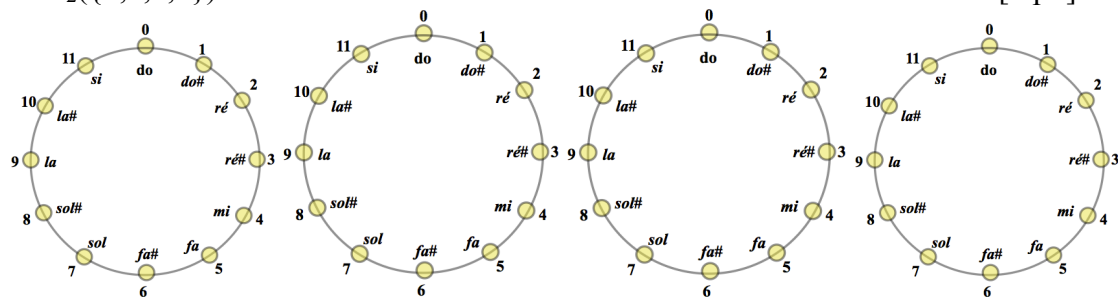 0
11 1
si do do#
10 2
la# ré
9 la ré# 3
8 sol# mi 4
sol fa# fa
7 5
6
0
11 1
si do do#
10 2
la# ré
9 la ré# 3
8 sol# mi 4
sol fa# fa
7 5
6
0
11 1
si do do#
10 2
la# ré
9 la ré# 3
8 sol# mi 4
sol fa# fa
7 5
6
0
11 1
si do do#
10 2
la# ré
9 la ré# 3
8 sol# mi 4
sol fa# fa
7 5
6